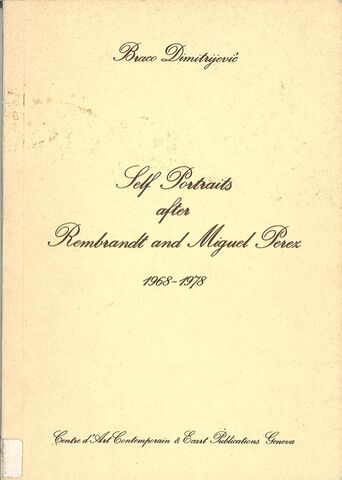 Braco Dimitrijević
Self Portraits
after
Rembrandt and Miguel Perez
1968-1978
Centre d'Art Contemporain & Ecart Publications Geneva